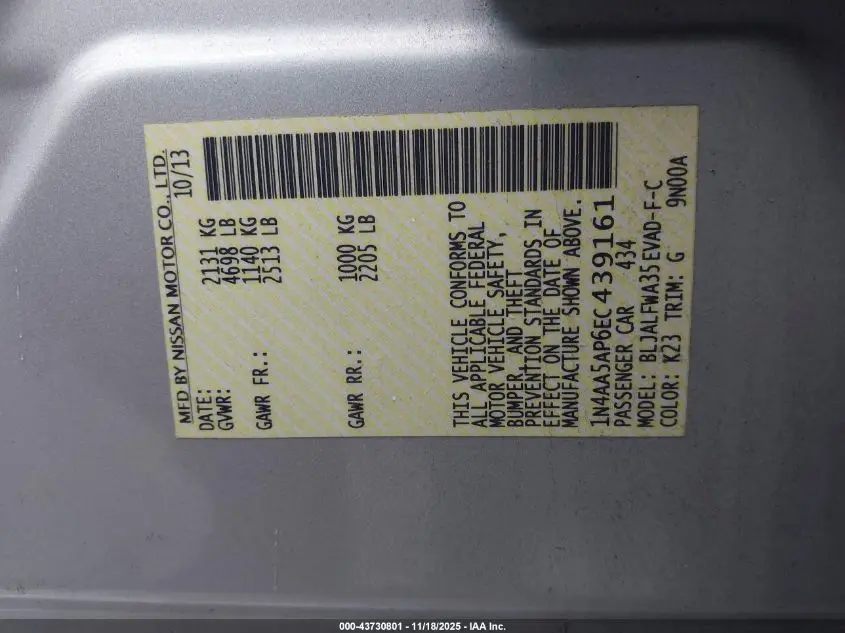 MFD BY NISSAN MOTOR CO., LTD.
DATE: 10/13
GVWR: 2131 KG
4698 LB
GAWR FR.: 1140 KG
2513 LB
GAWR RR.: 1000 KG
2205 LB
THIS VEHICLE CONFORMS TO
ALL APPLICABLE FEDERAL
MOTOR VEHICLE SAFETY,
BUMPER, AND THEFT
PREVENTION STANDARDS IN
EFFECT ON THE DATE OF
MANUFACTURE SHOWN ABOVE.
1N4AA5AP6EC439161
PASSENGER CAR 434
MODEL: BLJALFWA35EVAD-F-C
COLOR: K23 TRIM: G 9N00A
000-43730801 - 11/18/2025 - IAA Inc.